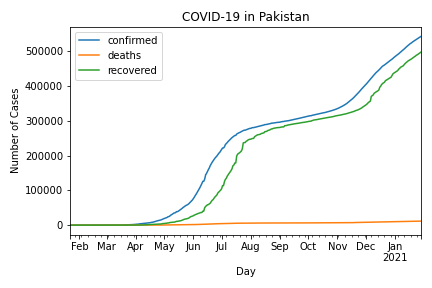 COVID-19 in Pakistan
confirmed
deaths
recovered
Number of Cases
500000
400000
300000
200000
100000
0
Feb Mar Apr May Jun Jul Aug Sep Oct Nov Dec Jan
2021
Day